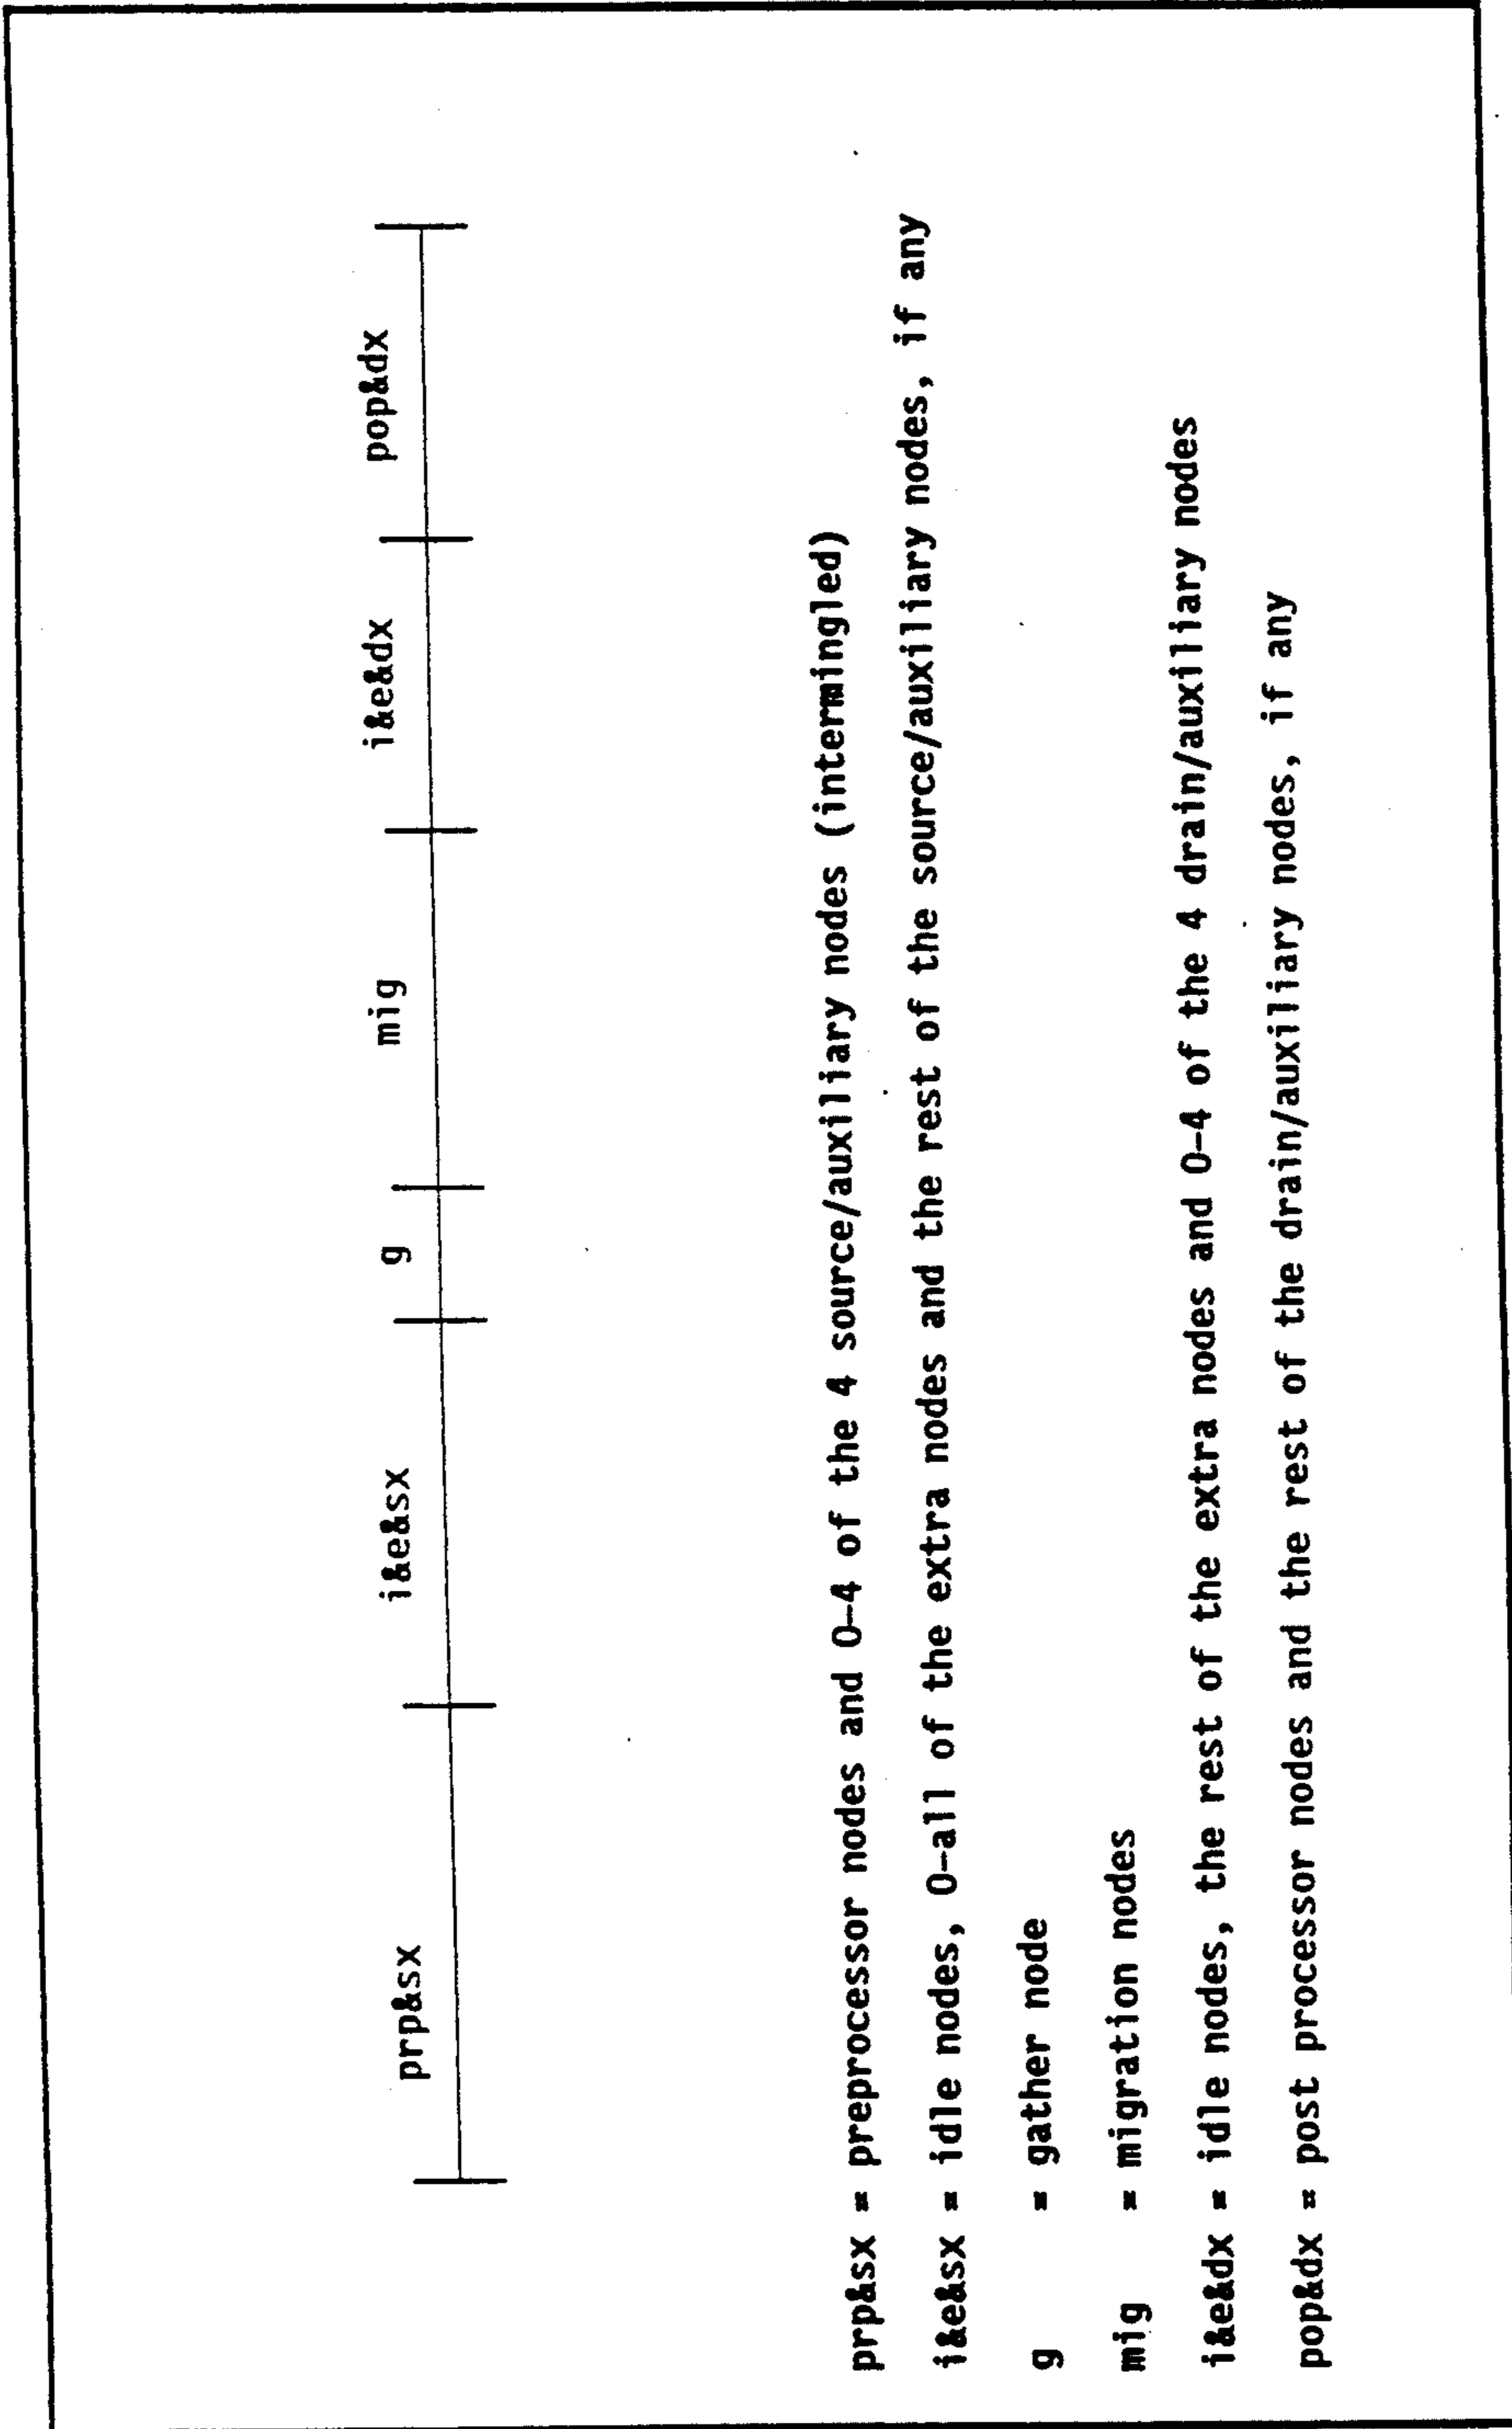 prp&sx i&e&sx g mig i&e&dx pop&dx
prp&sx = preprocessor nodes and 0-4 of the 4 source/auxiliary nodes (intermingled)
i&e&sx = idle nodes, 0-all of the extra nodes and the rest of the source/auxiliary nodes, if any
g = gather node
mig = migration nodes
i&e&dx = idle nodes, the rest of the extra nodes and 0-4 of the 4 drain/auxiliary nodes
pop&dx = post processor nodes and the rest of the drain/auxiliary nodes, if any